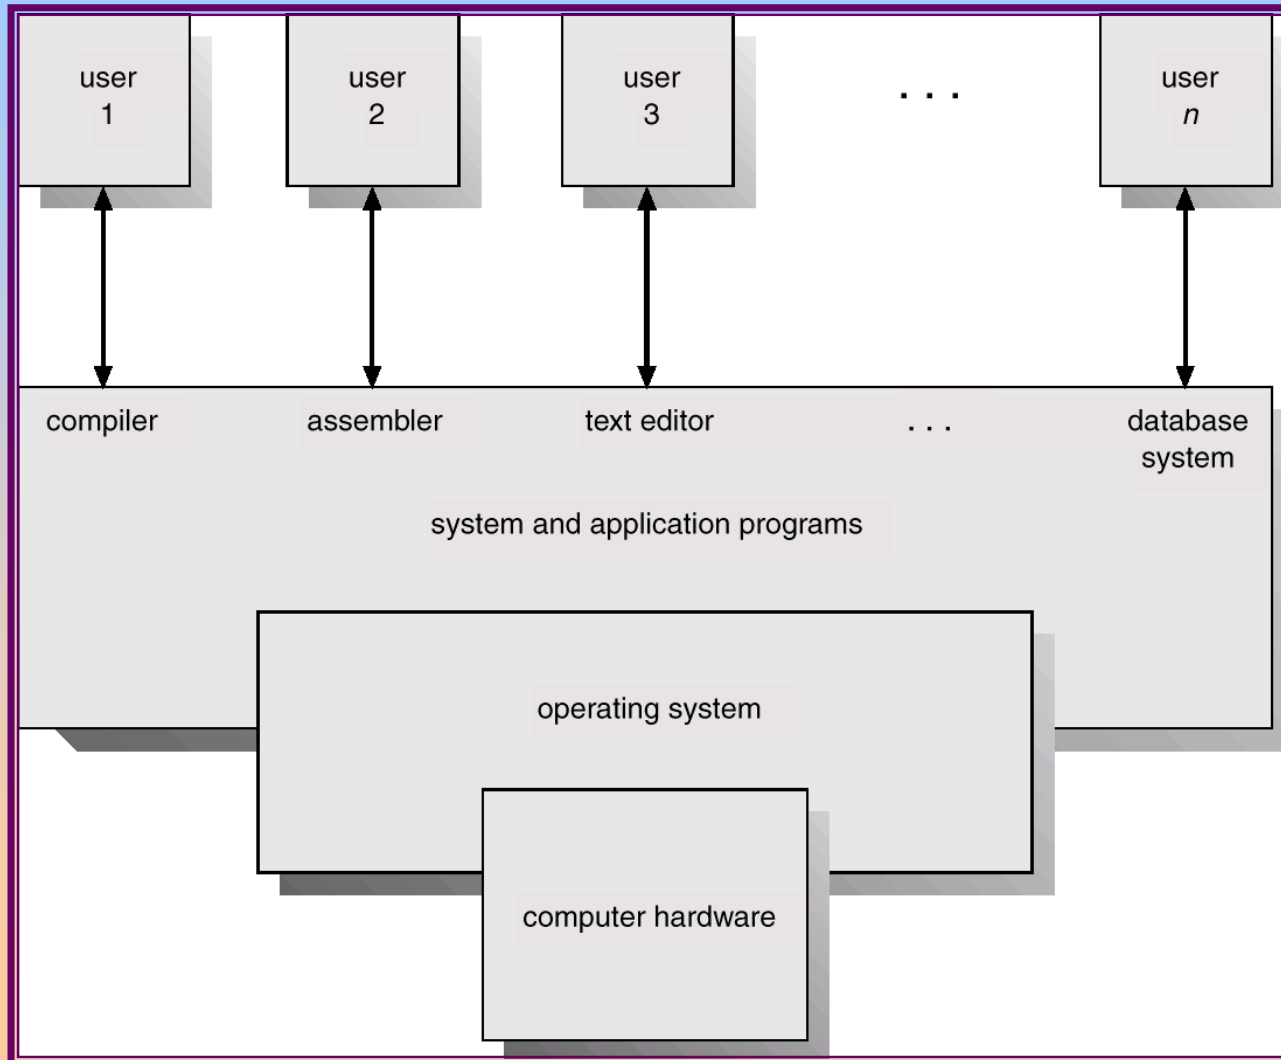 user
1
user
2
user
3
. . .
user
n
compiler
assembler
text editor
. . .
database
system
system and application programs
operating system
computer hardware